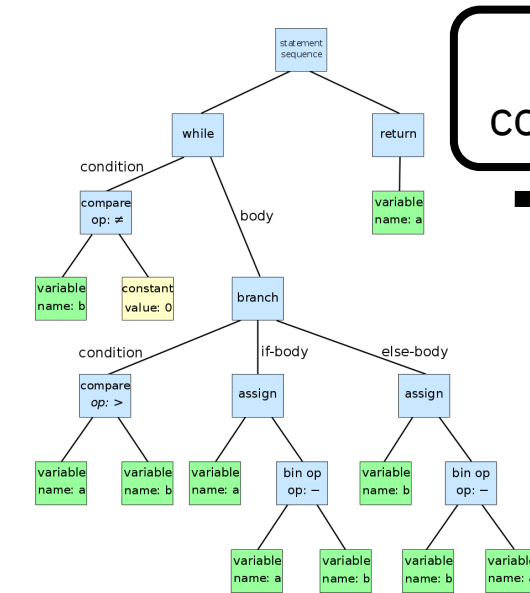 statement
sequence
while
return
condition
compare
op: ≠
variable
name: a
body
variable
name: b
constant
value: 0
branch
condition
if-body
else-body
compare
op: >
assign
assign
variable
name: a
variable
name: b
variable
name: a
bin op
op: −
variable
name: b
bin op
op: −
variable
name: a
variable
name: b
variable
name: b
name: